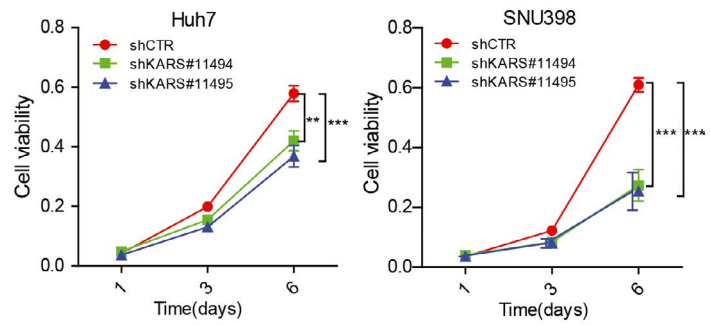 Huh7
0.8
0.6
0.4
0.2
0.0
Cell viability
shCTR
shKARS#11494
shKARS#11495
**
***
1
3
6
Time(days)
SNU398
0.8
0.6
0.4
0.2
0.0
Cell viability
shCTR
shKARS#11494
shKARS#11495
***
***
1
3
6
Time(days)